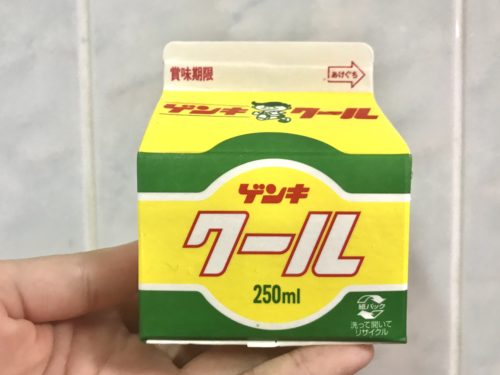 賞味期限
あけぐち
ゲンキ クール
ゲンキ
クール
250ml
紙パック
洗って開いて
リサイクル